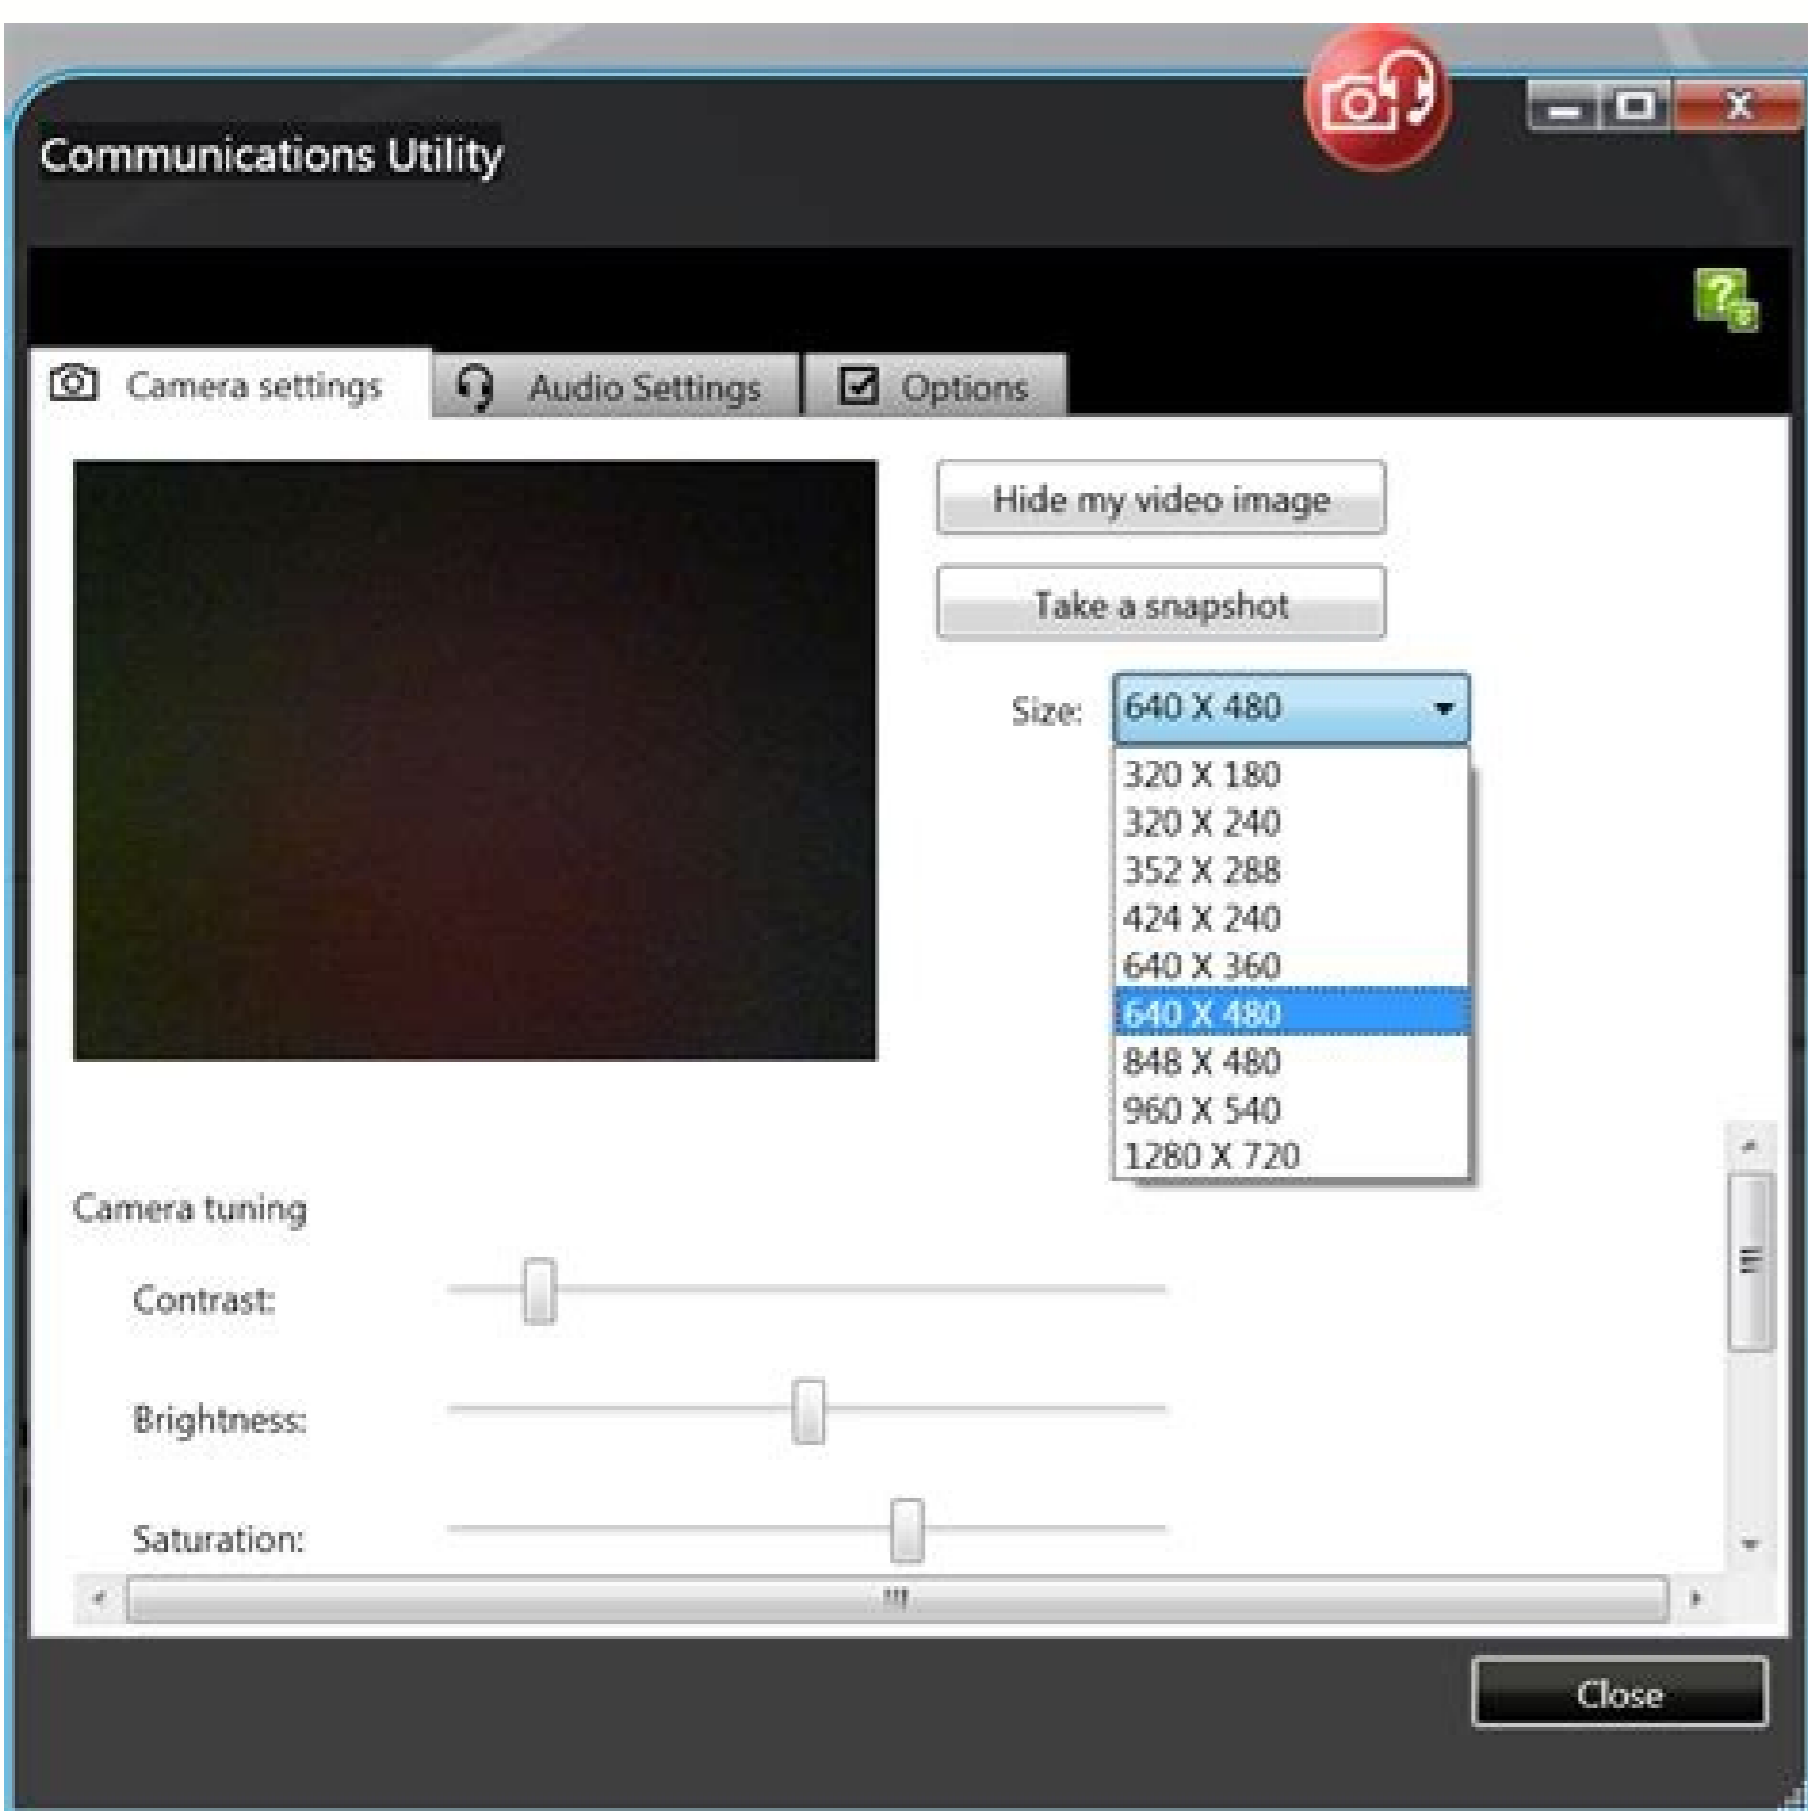 Communications Utility
Camera settings
Audio Settings
Options
Hide my video image
Take a snapshot
Size: 640 X 480
320 X 180
320 X 240
352 X 288
424 X 240
640 X 360
640 X 480
848 X 480
960 X 540
1280 X 720
Camera tuning
Contrast:
Brightness:
Saturation:
Close